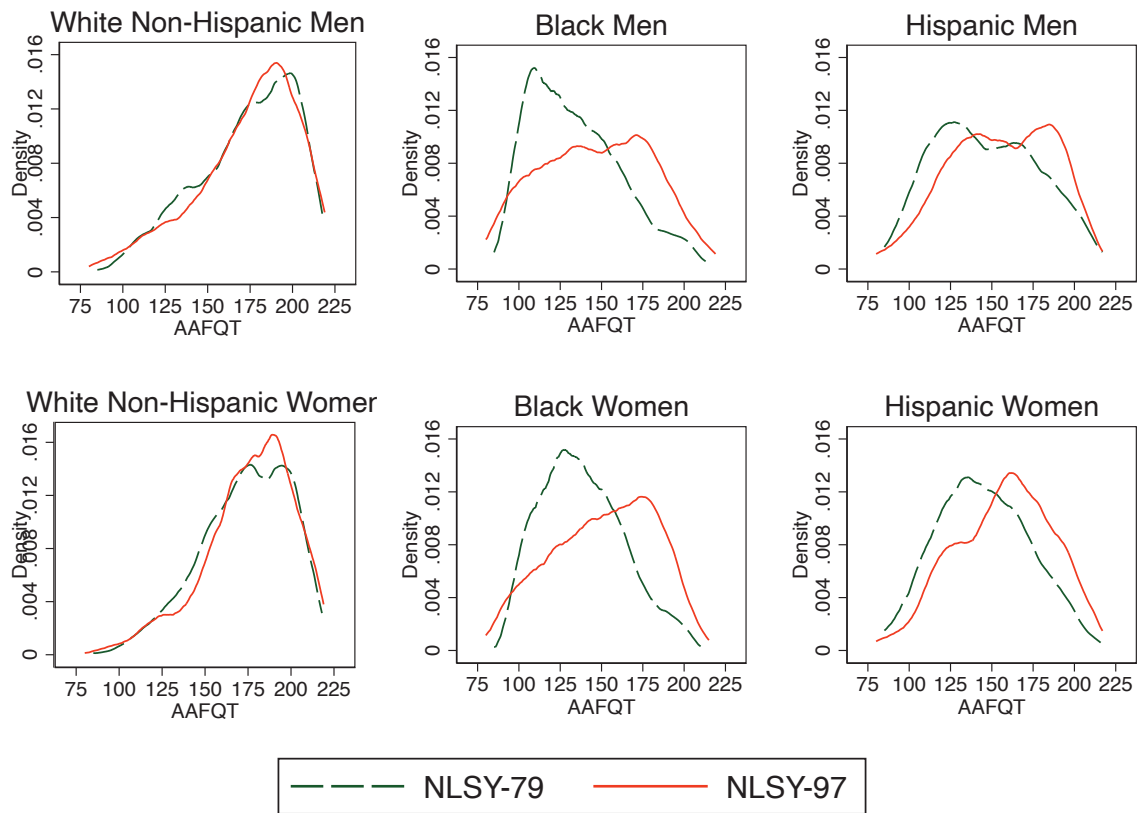 White Non-Hispanic Men
Density
0 .004 .008 .012 .016
75 100 125 150 175 200 225
AAFQT
Black Men
Density
0 .004 .008 .012 .016
75 100 125 150 175 200 225
AAFQT
Hispanic Men
Density
0 .004 .008 .012 .016
75 100 125 150 175 200 225
AAFQT
White Non-Hispanic Womer
Density
0 .004 .008 .012 .016
75 100 125 150 175 200 225
AAFQT
Black Women
Density
0 .004 .008 .012 .016
75 100 125 150 175 200 225
AAFQT
Hispanic Women
Density
0 .004 .008 .012 .016
75 100 125 150 175 200 225
AAFQT
NLSY-79 NLSY-97